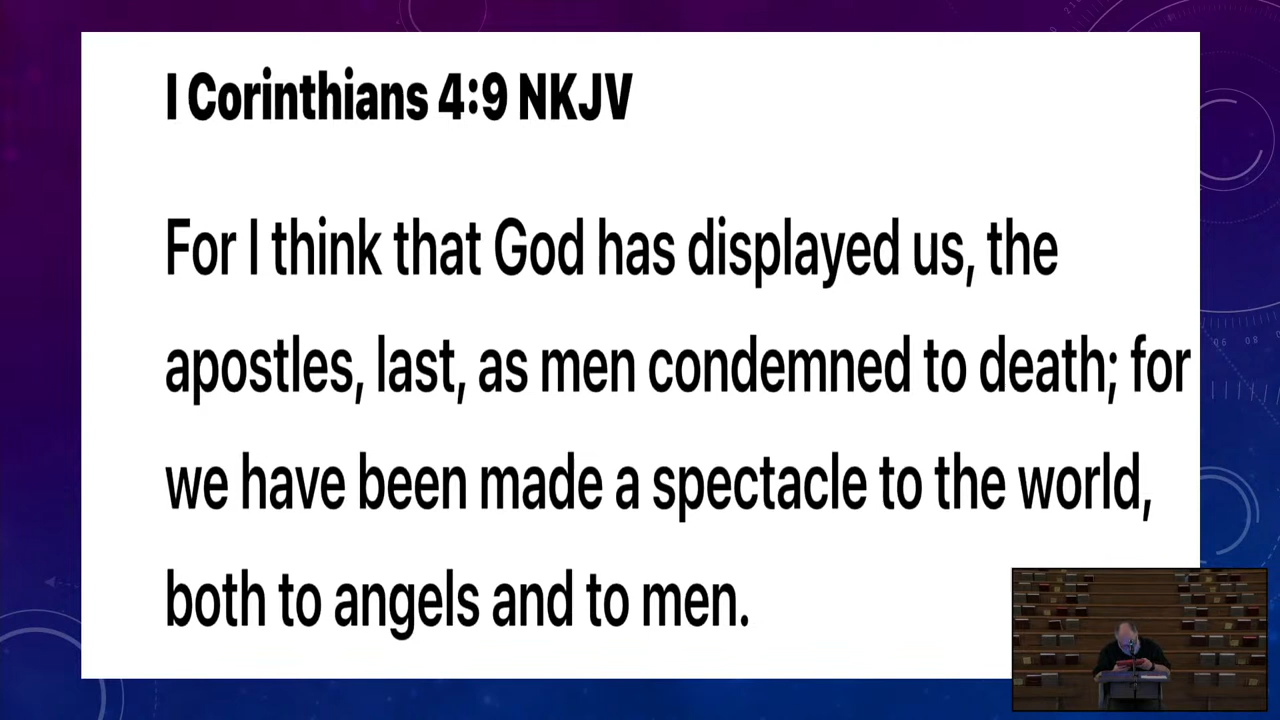 I Corinthians 4:9 NKJV
For I think that God has displayed us, the
apostles, last, as men condemned to death; for
we have been made a spectacle to the world,
both to angels and to men.